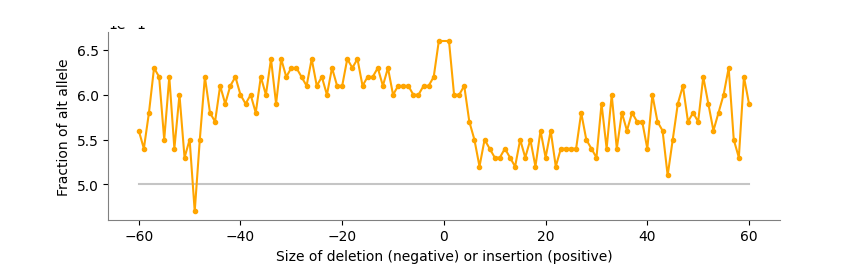 6.5
6.0
5.5
5.0
Fraction of alt allele
−60 −40 −20 0 20 40 60
Size of deletion (negative) or insertion (positive)